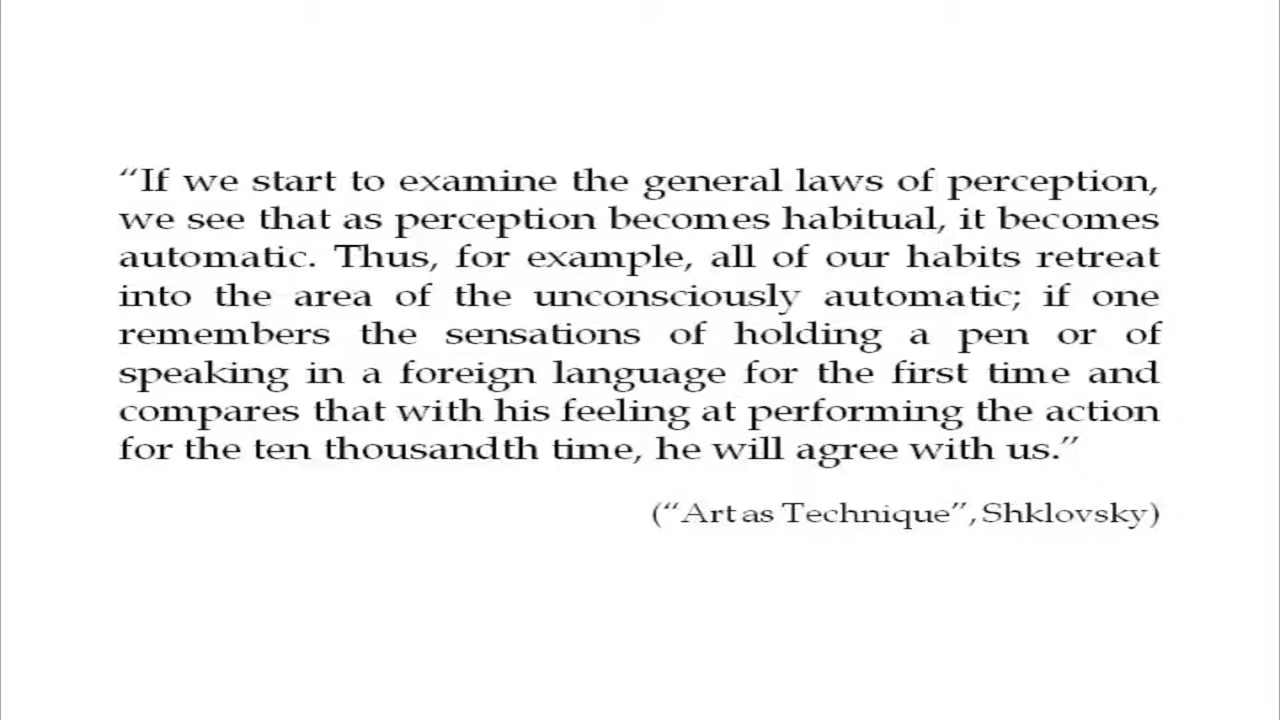 “If we start to examine the general laws of perception,
we see that as perception becomes habitual, it becomes
automatic. Thus, for example, all of our habits retreat
into the area of the unconsciously automatic; if one
remembers the sensations of holding a pen or of
speaking in a foreign language for the first time and
compares that with his feeling at performing the action
for the ten thousandth time, he will agree with us.”
(“Art as Technique”, Shklovsky)